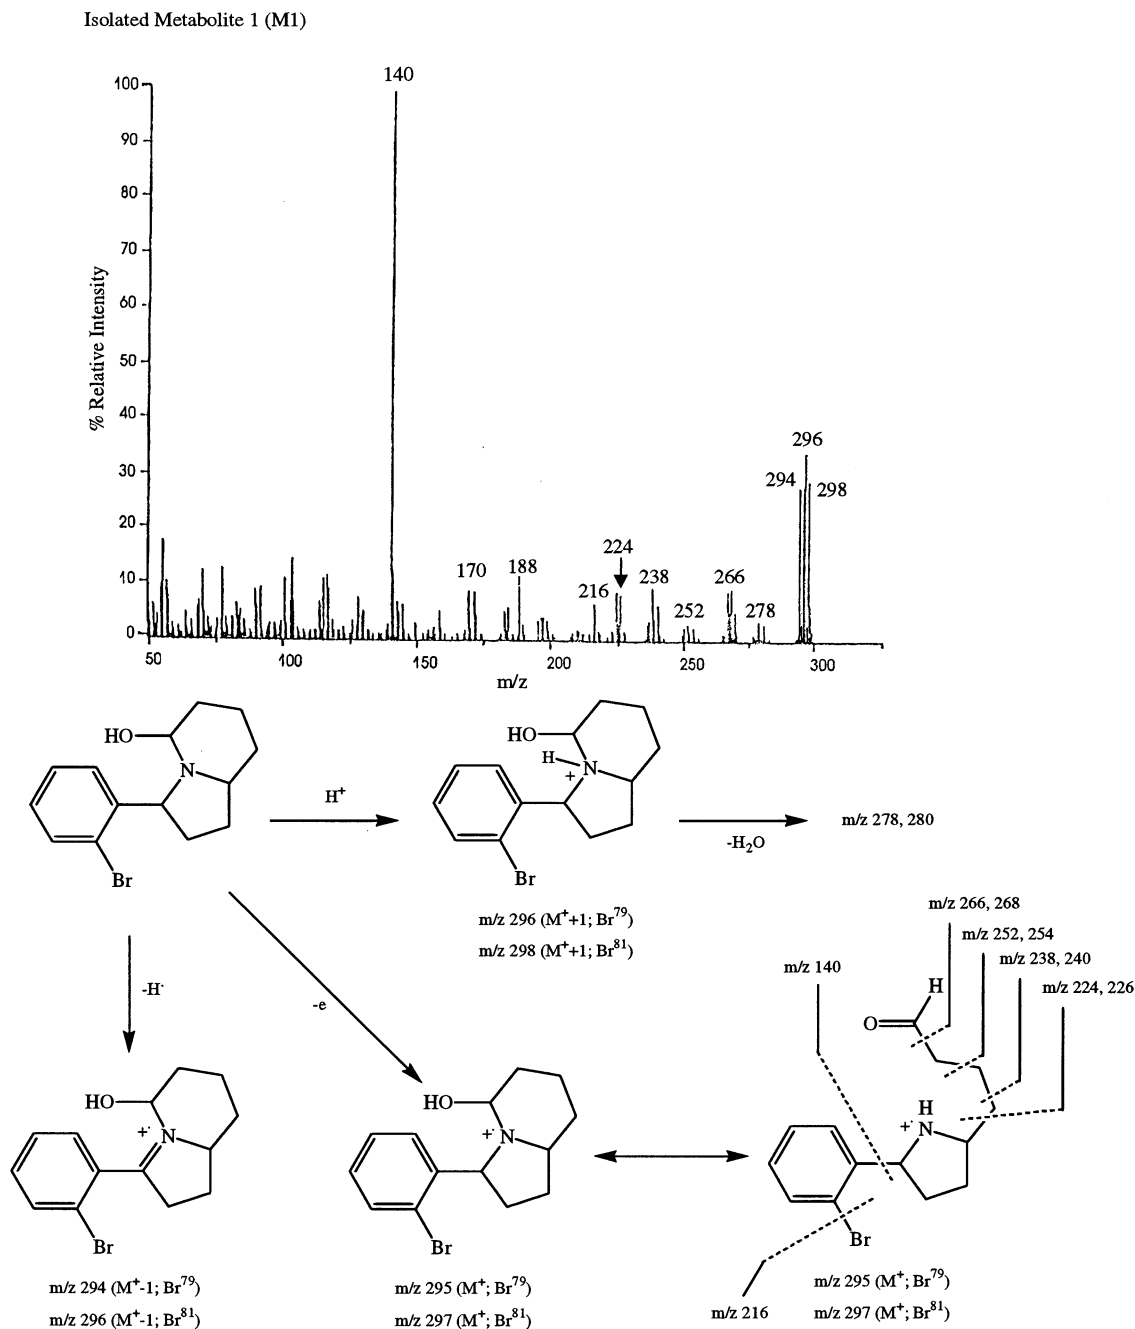 Isolated Metabolite 1 (M1)
140
100
90
80
70
60
50
40
30
20
10
0
% Relative Intensity
170
188
216
224
238
252
266
278
294
296
298
50
100
150
200
250
300
m/z
HO
N
Br
H⁺
HO
H
N
+
Br
-H₂O
m/z 278, 280
m/z 296 (M⁺+1; Br⁷⁹)
m/z 298 (M⁺+1; Br⁸¹)
-H·
-e
m/z 266, 268
m/z 252, 254
m/z 238, 240
m/z 224, 226
m/z 140
H
O
HO
+·
N
Br
HO
+·
N
Br
H
+·
N
Br
m/z 294 (M⁺-1; Br⁷⁹)
m/z 296 (M⁺-1; Br⁸¹)
m/z 295 (M⁺; Br⁷⁹)
m/z 297 (M⁺; Br⁸¹)
m/z 216
m/z 295 (M⁺; Br⁷⁹)
m/z 297 (M⁺; Br⁸¹)